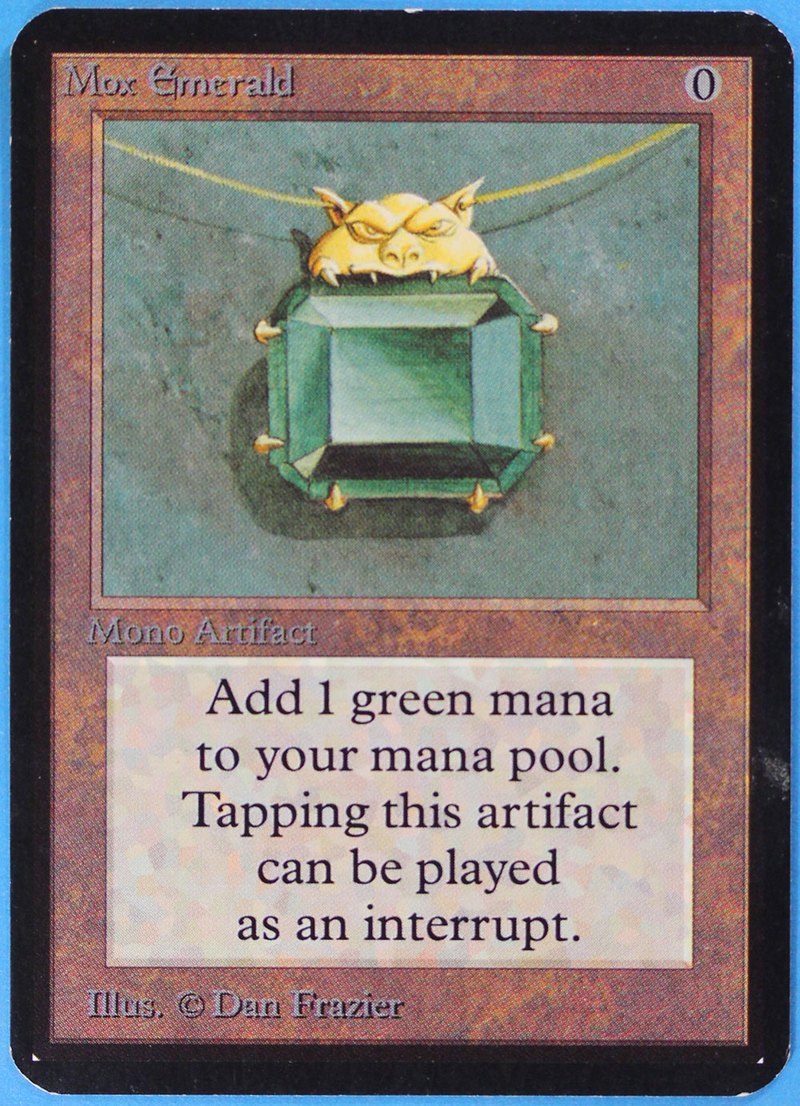 Mox Emerald 0
Mono Artifact
Add 1 green mana
to your mana pool.
Tapping this artifact
can be played
as an interrupt.
Illus. © Dan Frazier